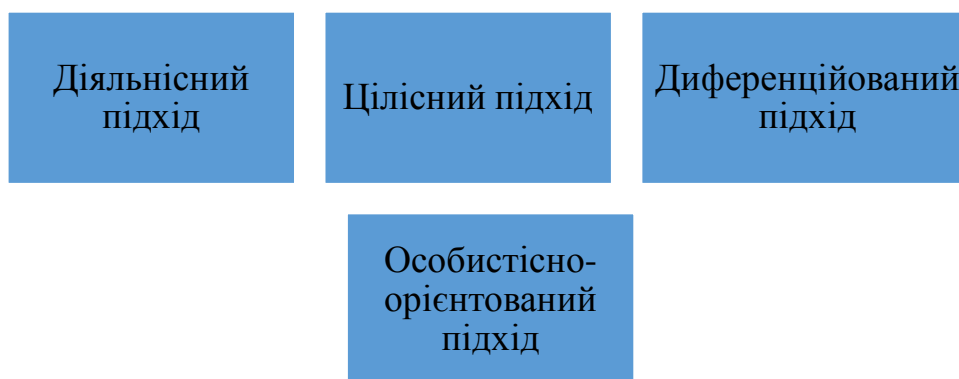 Діяльнісний
підхід
Цілісний підхід
Диференційований
підхід
Особистісно-
орієнтований
підхід